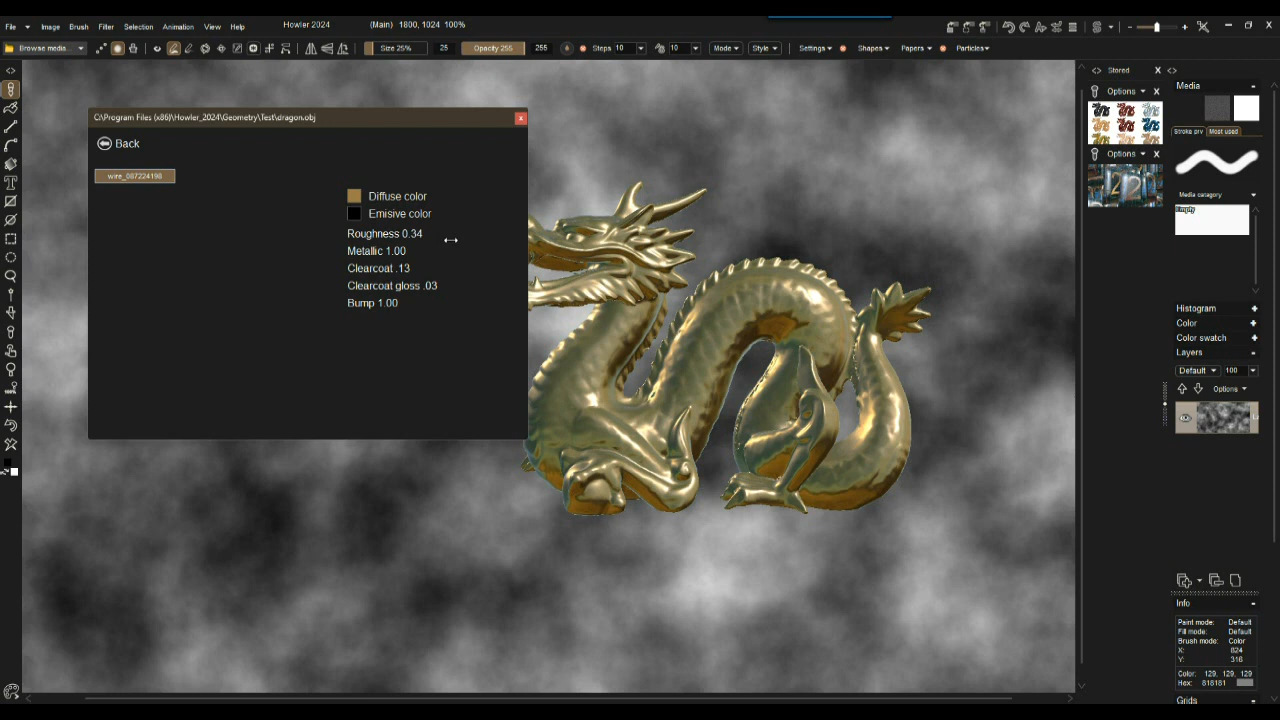 File Image Brush Filter Selection Animation View Help Howler 2024 (Main) 1800, 1024 100%
Browse media.. Size 25% 25 Opacity 255 255 Steps 10 10 Mode Style Settings Shapes Papers Particles
Stored X
Options X
Options X
Media -
Stroke prv Most used
Media catagory
Empty
C:\Program Files (x86)\Howler_2024\Geometry\Test\dragon.obj x
Back
wire_087224198
Diffuse color
Emisive color
Roughness 0.34
Metallic 1.00
Clearcoat .13
Clearcoat gloss .03
Bump 1.00
Histogram +
Color +
Color swatch +
Layers -
Default 100
Options
Info -
Paint mode: Default
Fill mode: Default
Brush mode: Color
X: 824
Y: 316
Color: 129, 129, 129
Hex: 818181
Grids